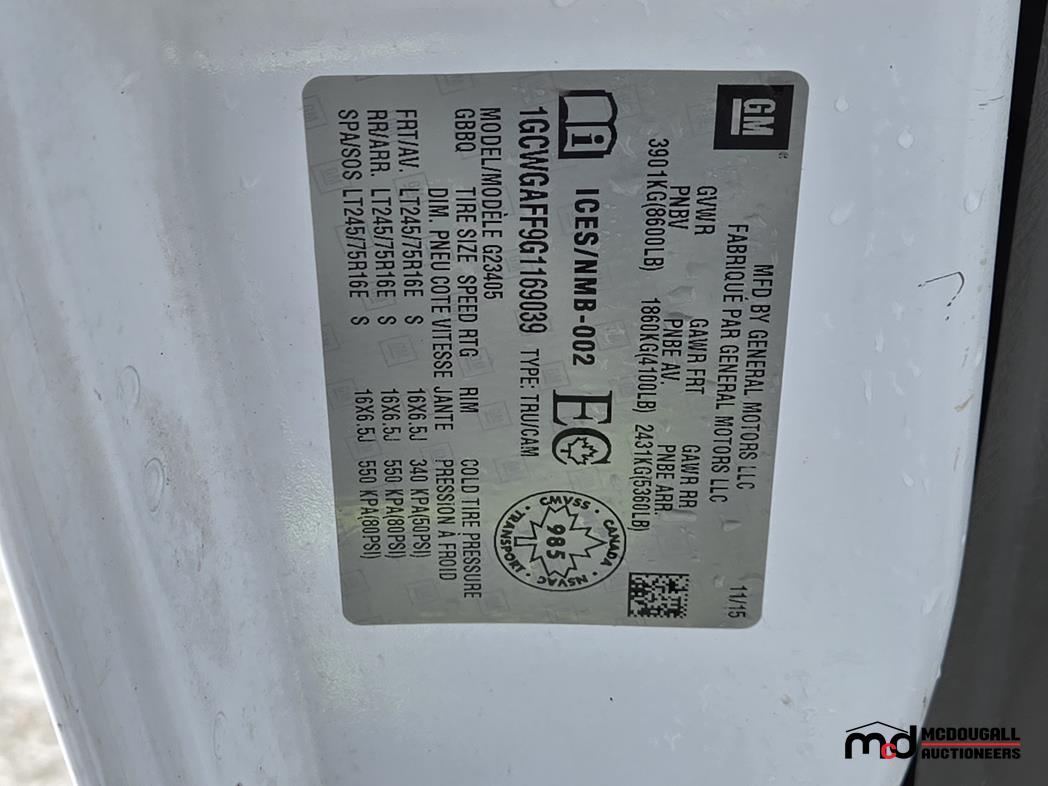 GM
MFD BY GENERAL MOTORS LLC
FABRIQUÉ PAR GENERAL MOTORS LLC
11/15
GVWR GAWR FRT GAWR RR
PNBV PNBE AV. PNBE ARR.
3901KG(8600LB) 1860KG(4100LB) 2431KG(5360LB)
i ICES/NMB-002 EC
CMVSS · CANADA · NSVAC · TRANSPORT ·
985
1GCWGAFF9G1169039 TYPE: TRU/CAM
MODEL/MODÈLE G23405
GBBQ TIRE SIZE SPEED RTG RIM COLD TIRE PRESSURE
DIM. PNEU COTE VITESSE JANTE PRESSION À FROID
FRT/AV. LT245/75R16E S 16X6.5J 340 KPA(50PSI)
RR/ARR. LT245/75R16E S 16X6.5J 550 KPA(80PSI)
SPA/SOS LT245/75R16E S 16X6.5J 550 KPA(80PSI)
mcd MCDOUGALL
AUCTIONEERS